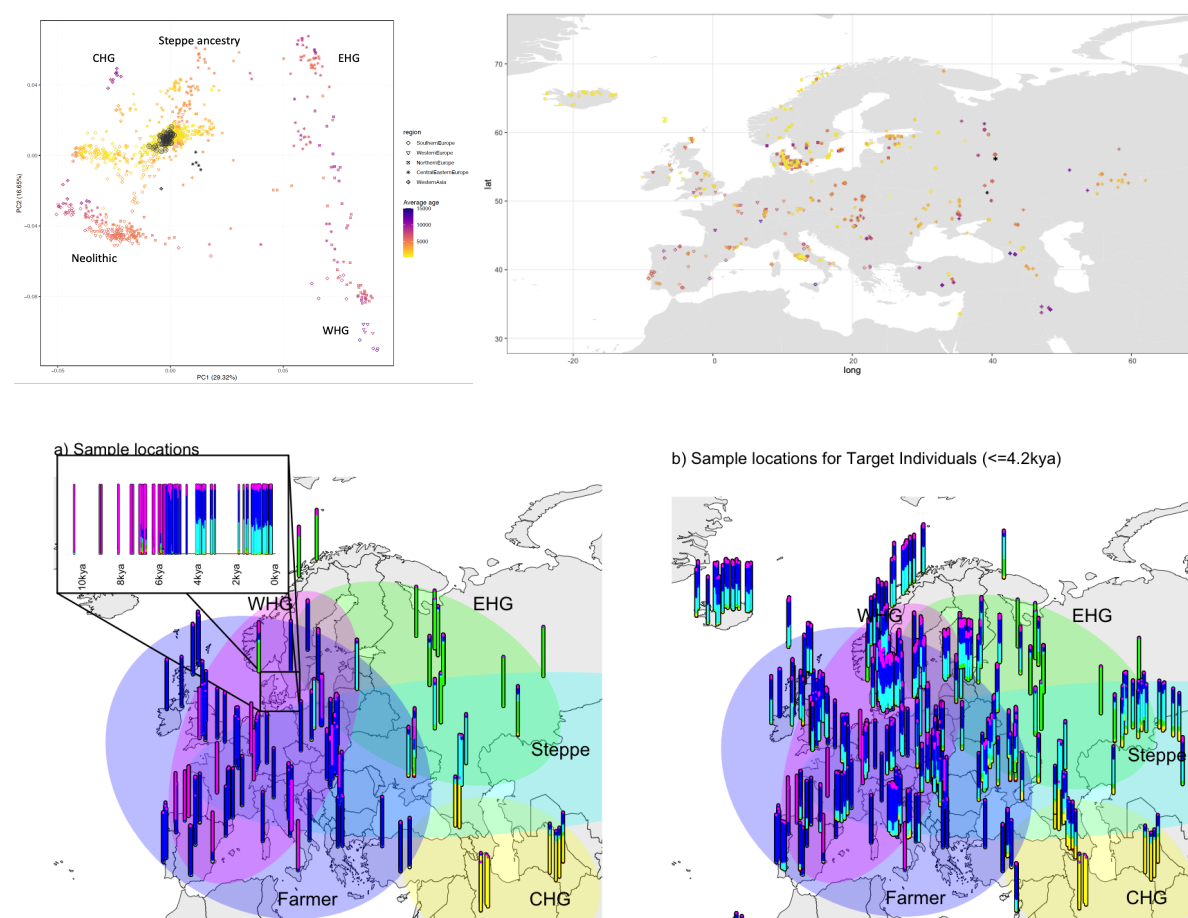 Steppe ancestry
CHG
EHG
Neolithic
WHG
0.04
0.00
−0.04
−0.08
−0.05
0.00
0.05
PC1 (29.32%)
PC2 (16.65%)
region
SouthernEurope
WesternEurope
NorthernEurope
CentralEasternEurope
WesternAsia
Average age
15000
10000
5000
70
60
50
40
30
lat
-20
0
20
40
60
long
a) Sample locations
10kya
8kya
6kya
4kya
2kya
0kya
WHG
EHG
Steppe
Farmer
CHG
b) Sample locations for Target Individuals (<=4.2kya)
WHG
EHG
Steppe
Farmer
CHG